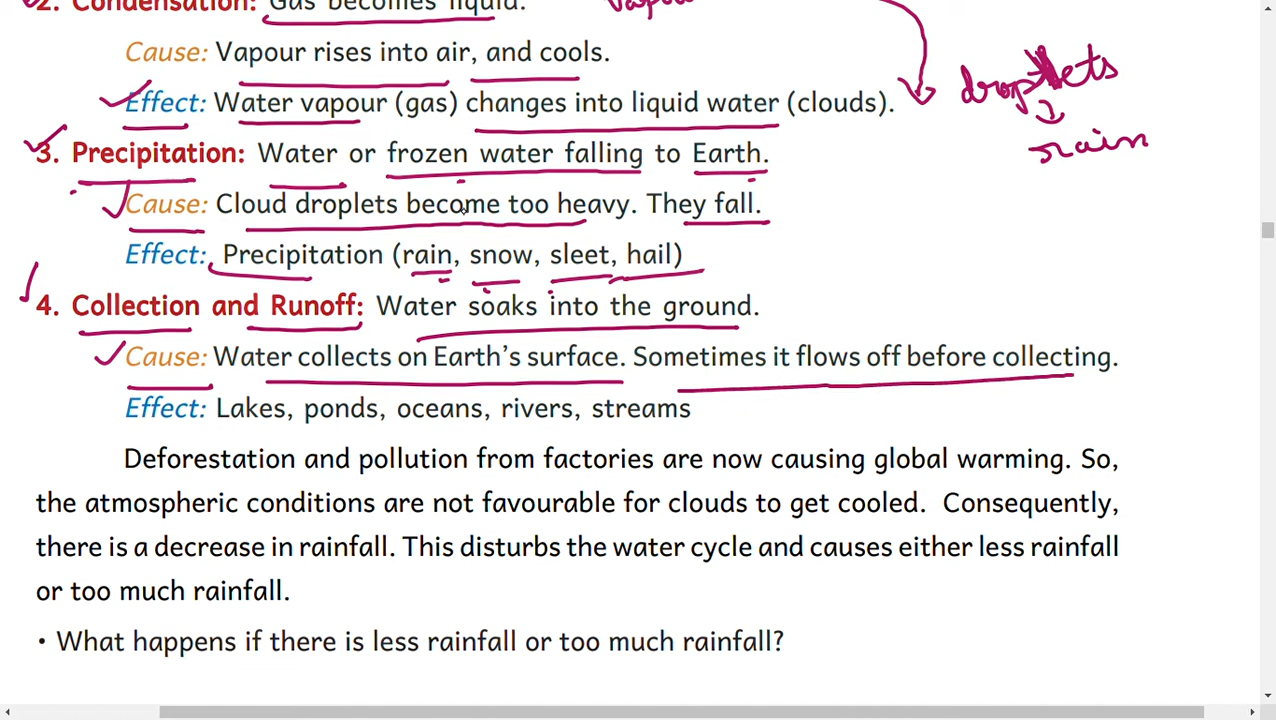 2. Condensation: Gas becomes liquid.
vapour
Cause: Vapour rises into air, and cools.
droplets
Effect: Water vapour (gas) changes into liquid water (clouds).
rain
3. Precipitation: Water or frozen water falling to Earth.
Cause: Cloud droplets become too heavy. They fall.
Effect: Precipitation (rain, snow, sleet, hail)
4. Collection and Runoff: Water soaks into the ground.
Cause: Water collects on Earth's surface. Sometimes it flows off before collecting.
Effect: Lakes, ponds, oceans, rivers, streams
Deforestation and pollution from factories are now causing global warming. So,
the atmospheric conditions are not favourable for clouds to get cooled. Consequently,
there is a decrease in rainfall. This disturbs the water cycle and causes either less rainfall
or too much rainfall.
• What happens if there is less rainfall or too much rainfall?